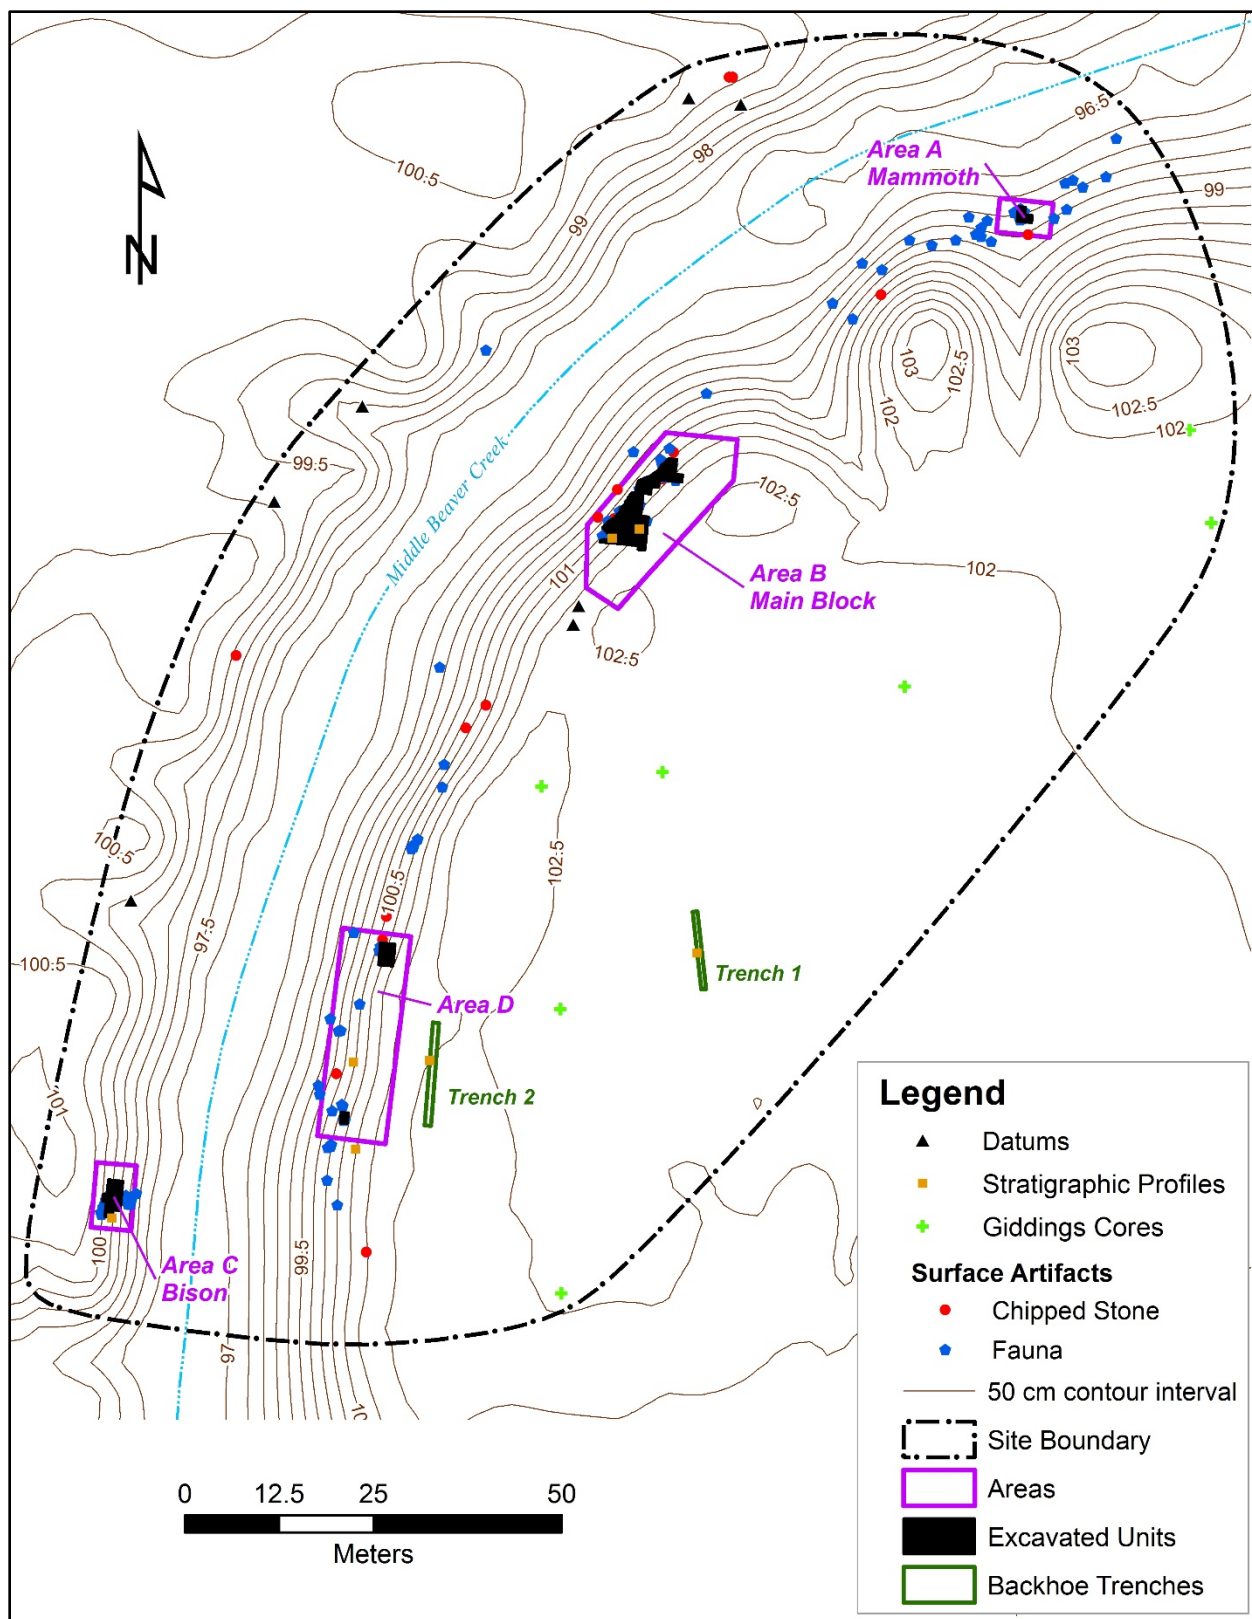 96.5
Area A
Mammoth
98
100.5
99
99
103
102.5
103
102.5
102
102
99.5
Middle Beaver Creek
102.5
101
102
Area B
Main Block
102.5
100.5
102.5
100.5
97.5
100.5
Trench 1
Area D
101
Trench 2
100
Area C
Bison
99.5
97
10
N
Legend
Datums
Stratigraphic Profiles
Giddings Cores
Surface Artifacts
Chipped Stone
Fauna
50 cm contour interval
Site Boundary
Areas
Excavated Units
Backhoe Trenches
0 12.5 25 50
Meters